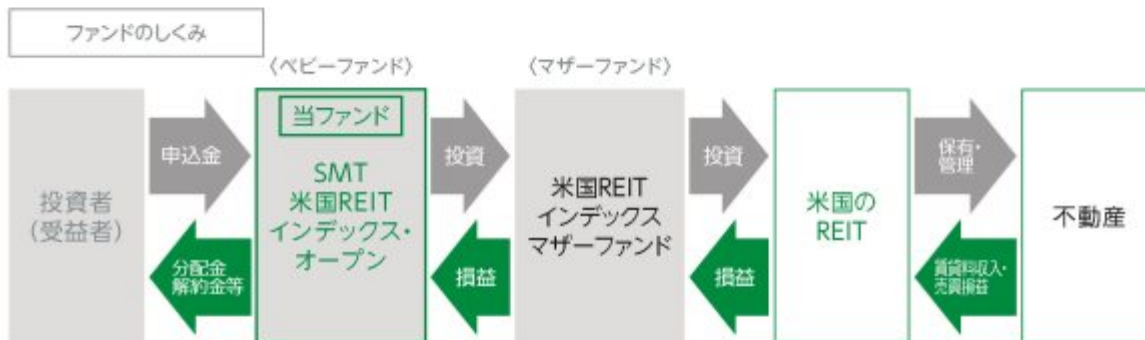 ファンドのしくみ
〈ベビーファンド〉
〈マザーファンド〉
投資者
(受益者)
申込金
分配金
解約金等
当ファンド
SMT
米国REIT
インデックス・
オープン
投資
損益
米国REIT
インデックス
マザーファンド
投資
損益
米国の
REIT
保有・
管理
賃貸料収入・
売買損益
不動産